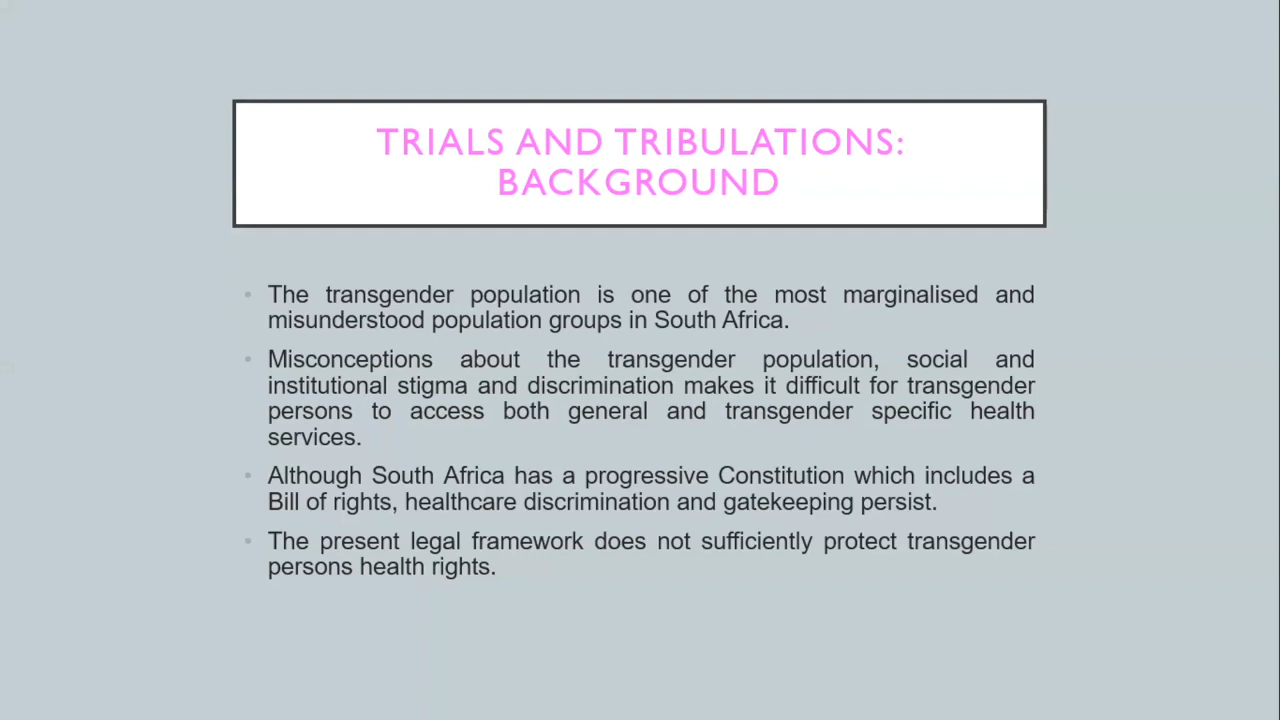 TRIALS AND TRIBULATIONS:
BACKGROUND
• The transgender population is one of the most marginalised and
misunderstood population groups in South Africa.
• Misconceptions about the transgender population, social and
institutional stigma and discrimination makes it difficult for transgender
persons to access both general and transgender specific health
services.
• Although South Africa has a progressive Constitution which includes a
Bill of rights, healthcare discrimination and gatekeeping persist.
• The present legal framework does not sufficiently protect transgender
persons health rights.